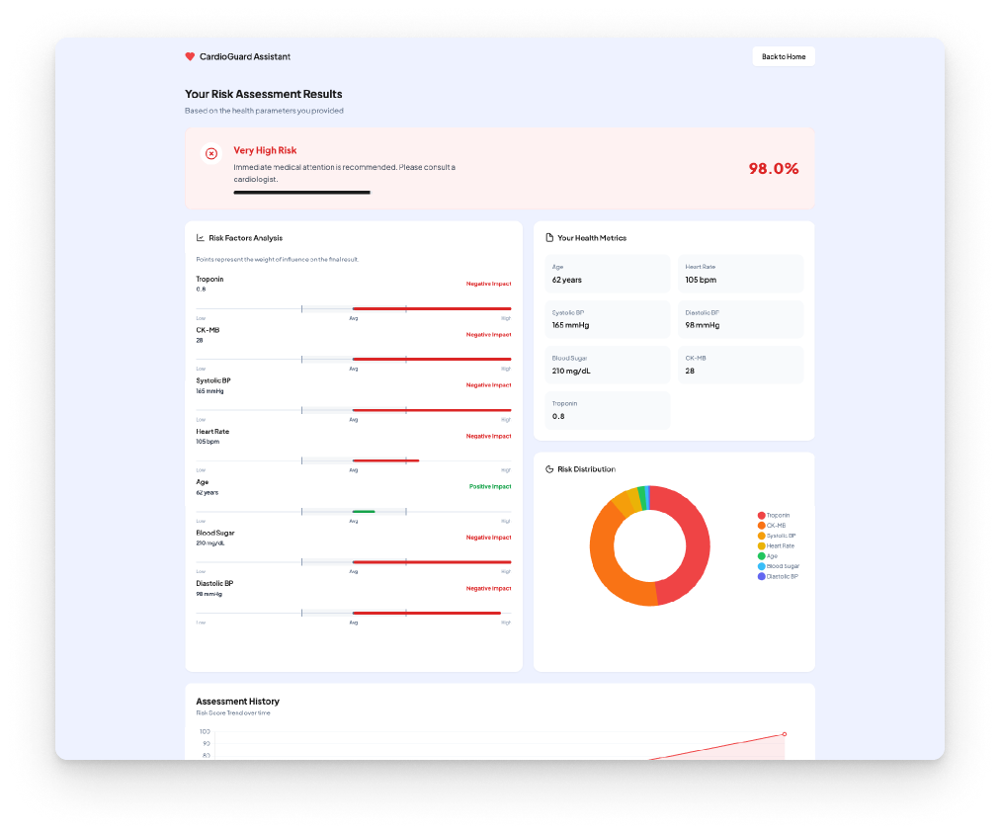 CardioGuard Assistant
Back to Home
Your Risk Assessment Results
Based on the health parameters you provided
Very High Risk
Immediate medical attention is recommended. Please consult a
cardiologist.
98.0%
Risk Factors Analysis
Points represent the weight of influence on the final result.
Troponin
0.8
Negative Impact
Low
Avg
High
CK-MB
28
Negative Impact
Low
Avg
High
Systolic BP
165 mmHg
Negative Impact
Low
Avg
High
Heart Rate
105 bpm
Negative Impact
Low
Avg
High
Age
62 years
Positive Impact
Low
Avg
High
Blood Sugar
210 mg/dL
Negative Impact
Low
Avg
High
Diastolic BP
98 mmHg
Negative Impact
Low
Avg
High
Your Health Metrics
Age
62 years
Heart Rate
105 bpm
Systolic BP
165 mmHg
Diastolic BP
98 mmHg
Blood Sugar
210 mg/dL
CK-MB
28
Troponin
0.8
Risk Distribution
Troponin
CK-MB
Systolic BP
Heart Rate
Age
Blood Sugar
Diastolic BP
Assessment History
Risk Score Trend over time
100
90
80